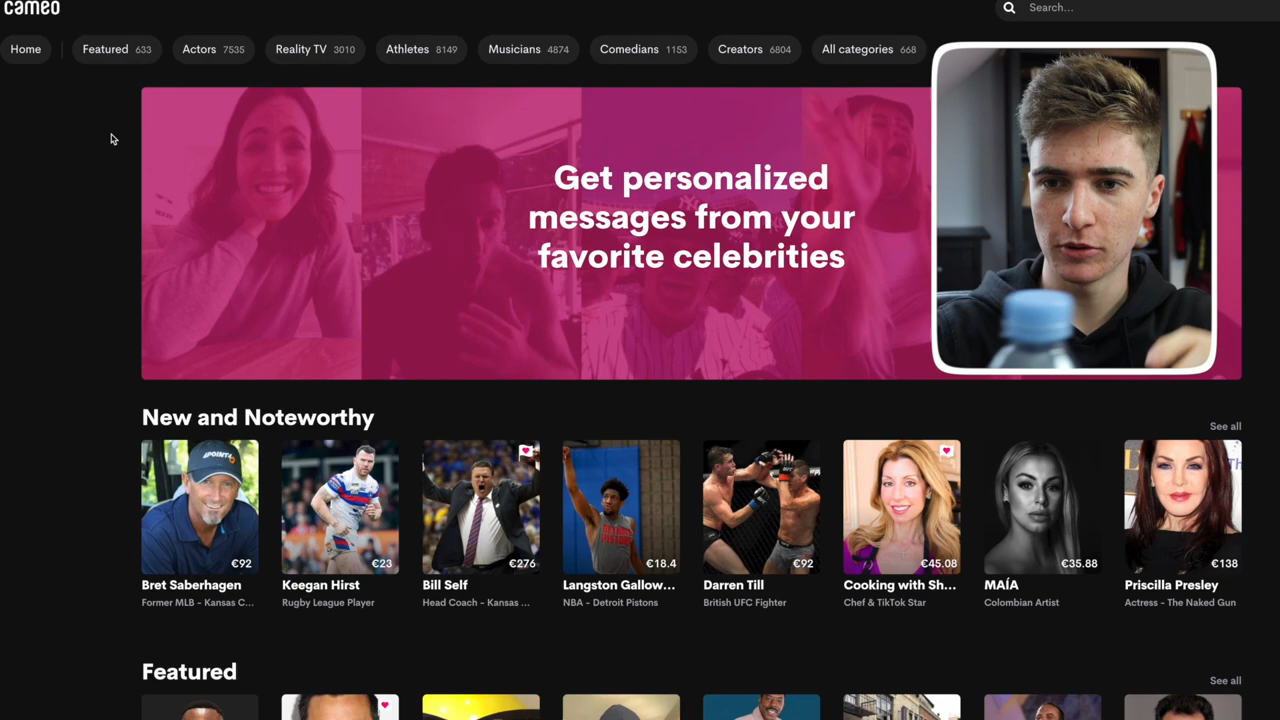 cameo
Search...
Home
Featured 633
Actors 7535
Reality TV 3010
Athletes 8149
Musicians 4874
Comedians 1153
Creators 6804
All categories 668
Get personalized
messages from your
favorite celebrities
New and Noteworthy
See all
€92
€23
€276
€18.4
€92
€45.08
€35.88
€138
Bret Saberhagen
Keegan Hirst
Bill Self
Langston Gallow...
Darren Till
Cooking with Sh...
MAÍA
Priscilla Presley
Former MLB - Kansas C...
Rugby League Player
Head Coach - Kansas ...
NBA - Detroit Pistons
British UFC Fighter
Chef & TikTok Star
Colombian Artist
Actress - The Naked Gun
Featured
See all